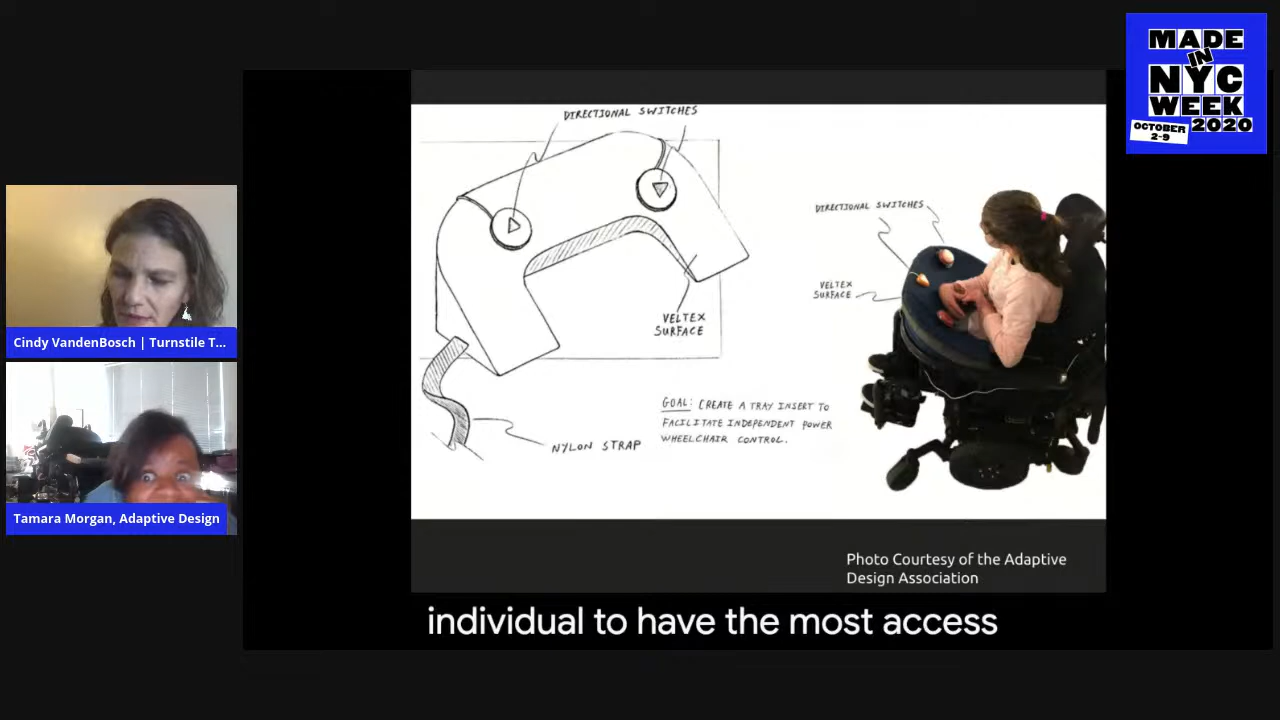 MADE
IN
NYC
WEEK
OCTOBER
2-9
2020
DIRECTIONAL SWITCHES
VELTEX
SURFACE
NYLON STRAP
GOAL: CREATE A TRAY INSERT TO
FACILITATE INDEPENDENT POWER
WHEELCHAIR CONTROL.
DIRECTIONAL SWITCHES
VELTEX
SURFACE
Cindy VandenBosch | Turnstile T...
Tamara Morgan, Adaptive Design
Photo Courtesy of the Adaptive
Design Association
individual to have the most access